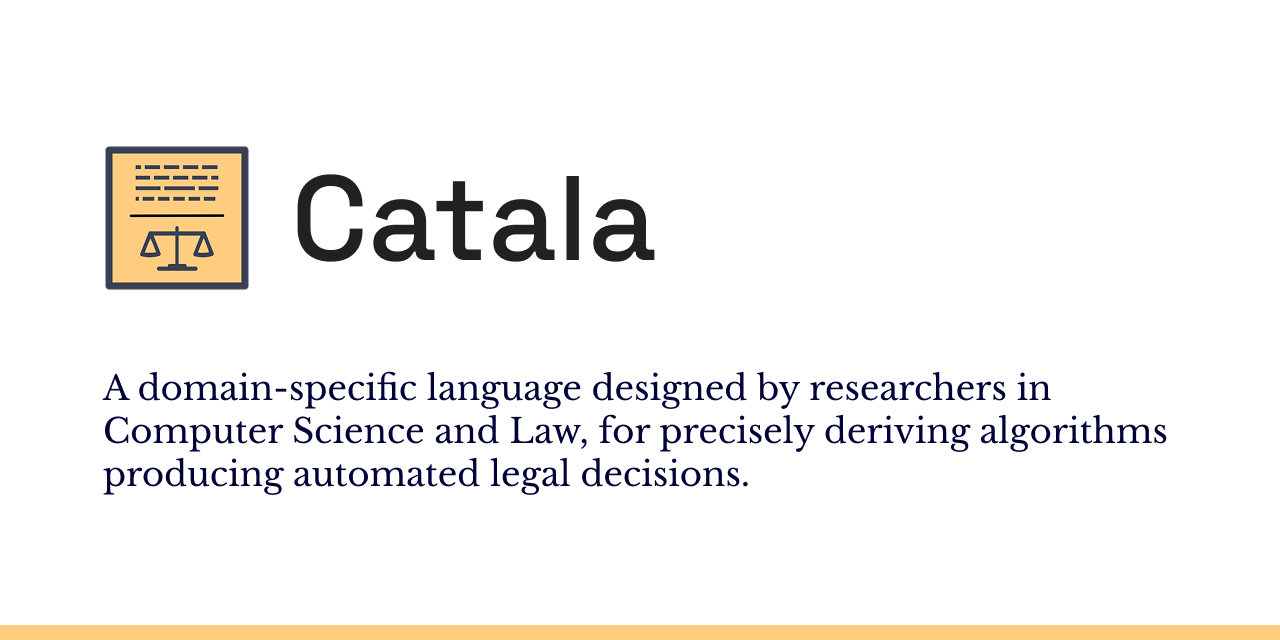 Catala
A domain-specific language designed by researchers in
Computer Science and Law, for precisely deriving algorithms
producing automated legal decisions.